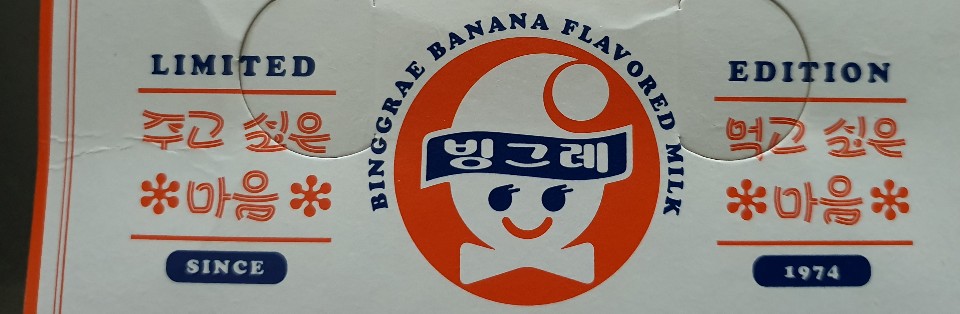 LIMITED
주고 싶은
마음
SINCE
BINGGRAE BANANA FLAVORED MILK
빙그레
EDITION
먹고 싶은
마음
1974